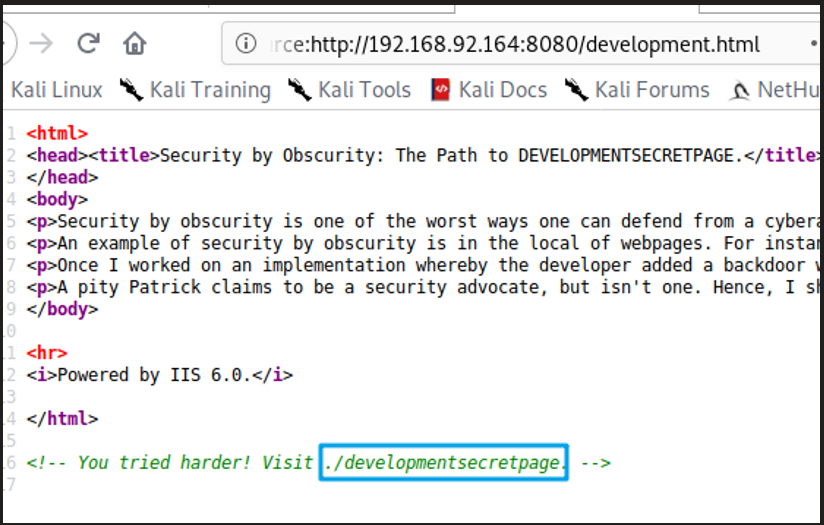 rce:http://192.168.92.164:8080/development.html
Kali Linux Kali Training Kali Tools Kali Docs Kali Forums NetHu
1 <html>
2 <head><title>Security by Obscurity: The Path to DEVELOPMENTSECRETPAGE.</title>
3 </head>
4 <body>
5 <p>Security by obscurity is one of the worst ways one can defend from a cybera
6 <p>An example of security by obscurity is in the local of webpages. For instan
7 <p>Once I worked on an implementation whereby the developer added a backdoor w
8 <p>A pity Patrick claims to be a security advocate, but isn't one. Hence, I sh
9 </body>
0
1 <hr>
2 <i>Powered by IIS 6.0.</i>
3
4 </html>
5
6 <!-- You tried harder! Visit ./developmentsecretpage. -->
7